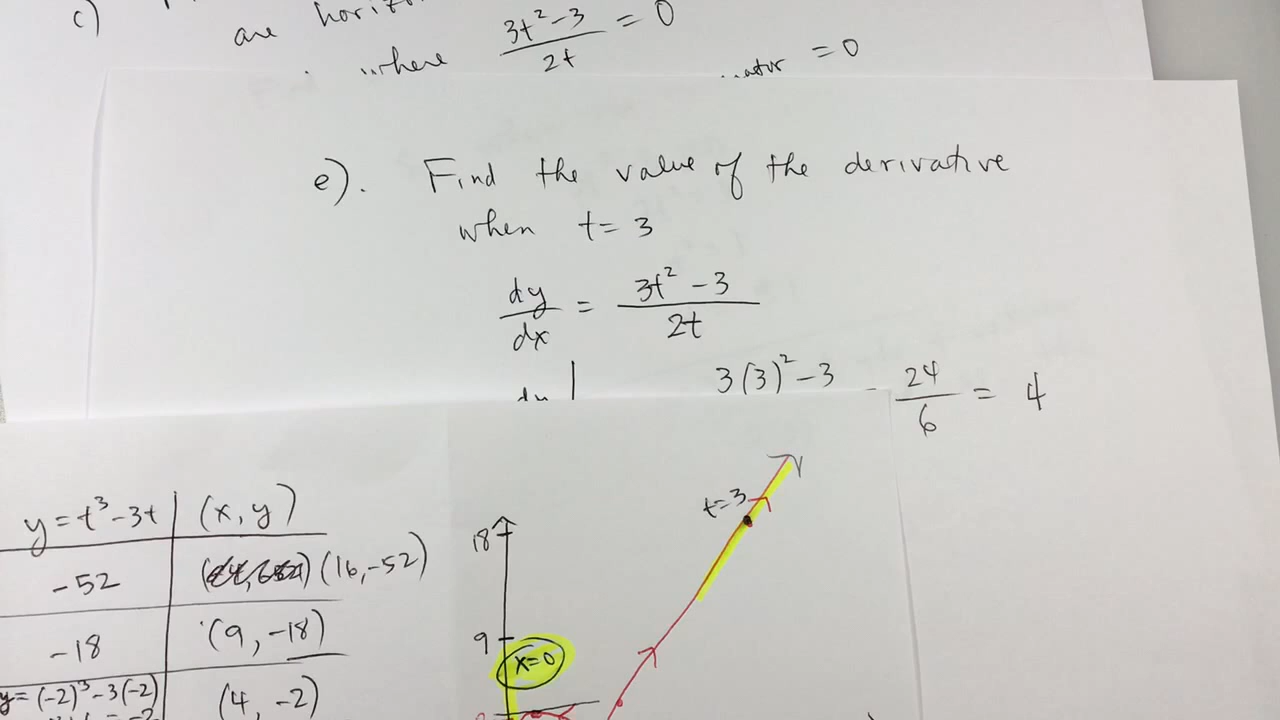 c)
are
where (3t² - 3)/(2t) = 0
= 0
e). Find the value of the derivative
when t = 3
dy/dx = (3t² - 3)/(2t)
3(3)² - 3 24/6 = 4
y = t³ - 3t (x, y)
-52 (16, -52)
-18 (9, -18)
y = (-2)³ - 3(-2) (4, -2)
t = 3
18
9
x = 0